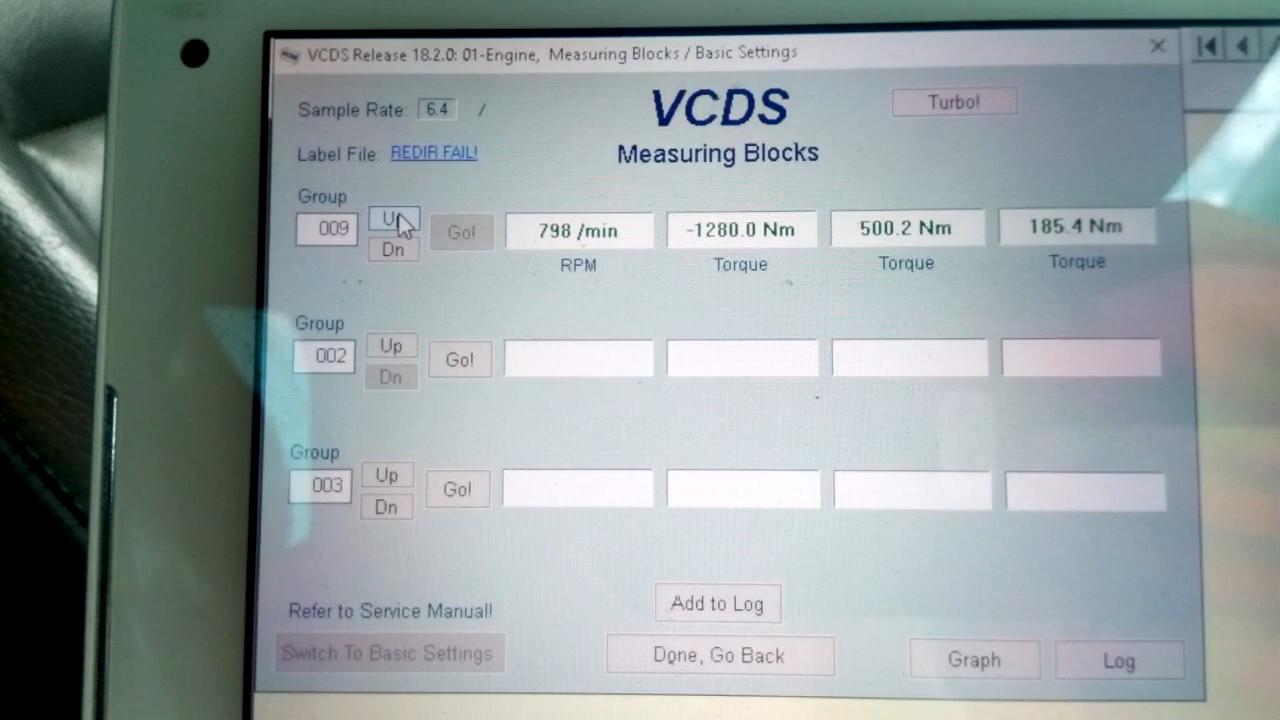 VCDS Release 18.2.0: 01-Engine, Measuring Blocks / Basic Settings
Sample Rate: 6.4 /
VCDS
Turbo!
Label File: REDIR FAIL!
Measuring Blocks
Group
009 Up Dn Go! 798 /min -1280.0 Nm 500.2 Nm 185.4 Nm
RPM Torque Torque Torque
Group
002 Up Dn Go!
Group
003 Up Dn Go!
Refer to Service Manual!
Add to Log
Switch To Basic Settings
Done, Go Back
Graph
Log